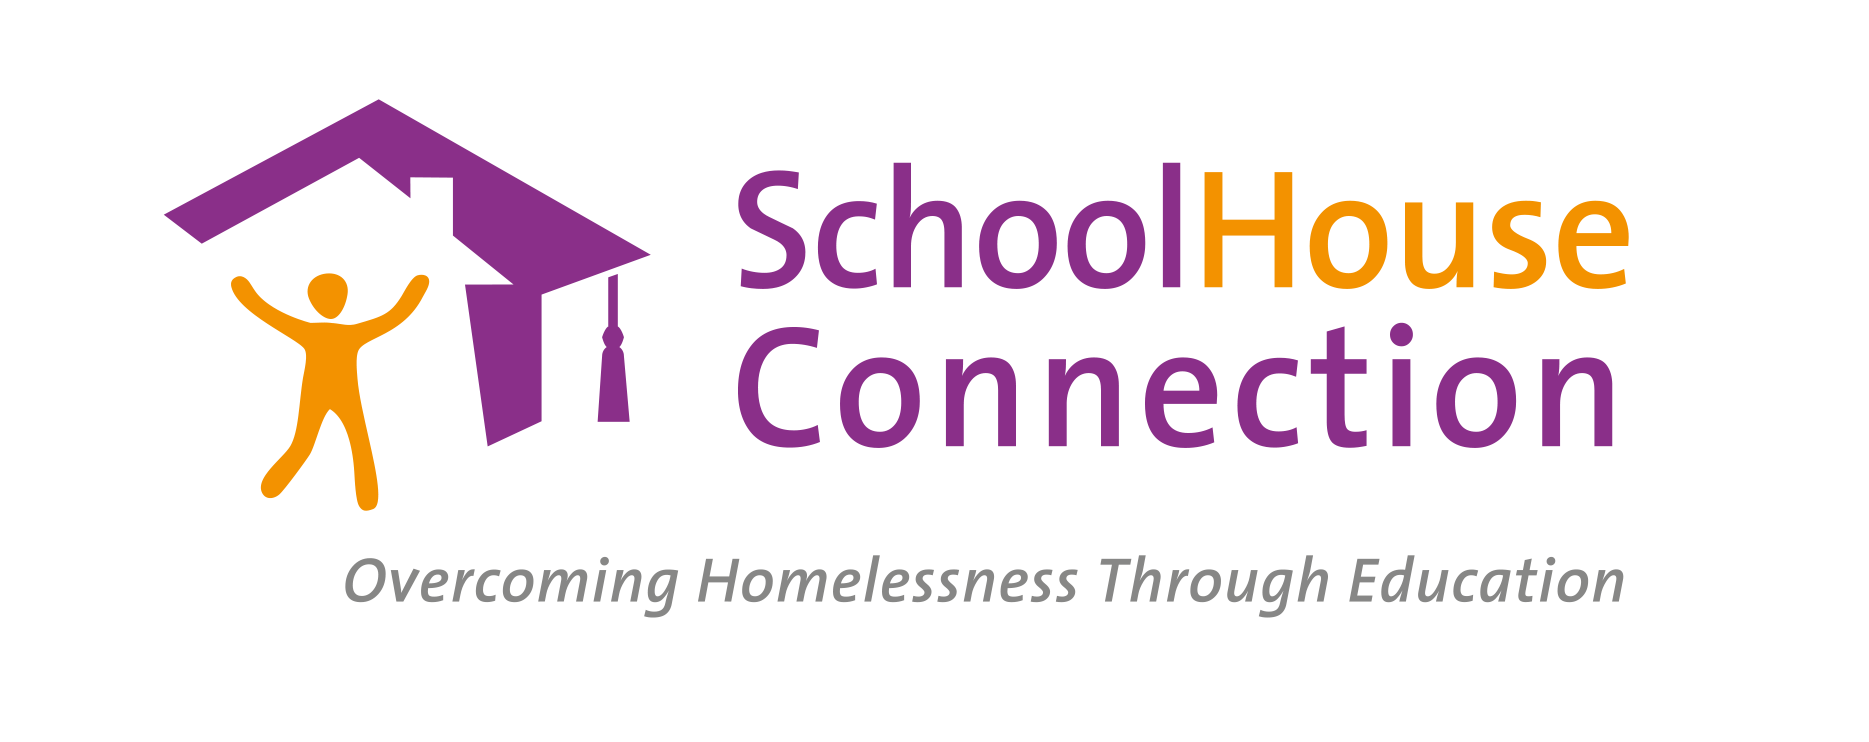 SchoolHouse
Connection
Overcoming Homelessness Through Education